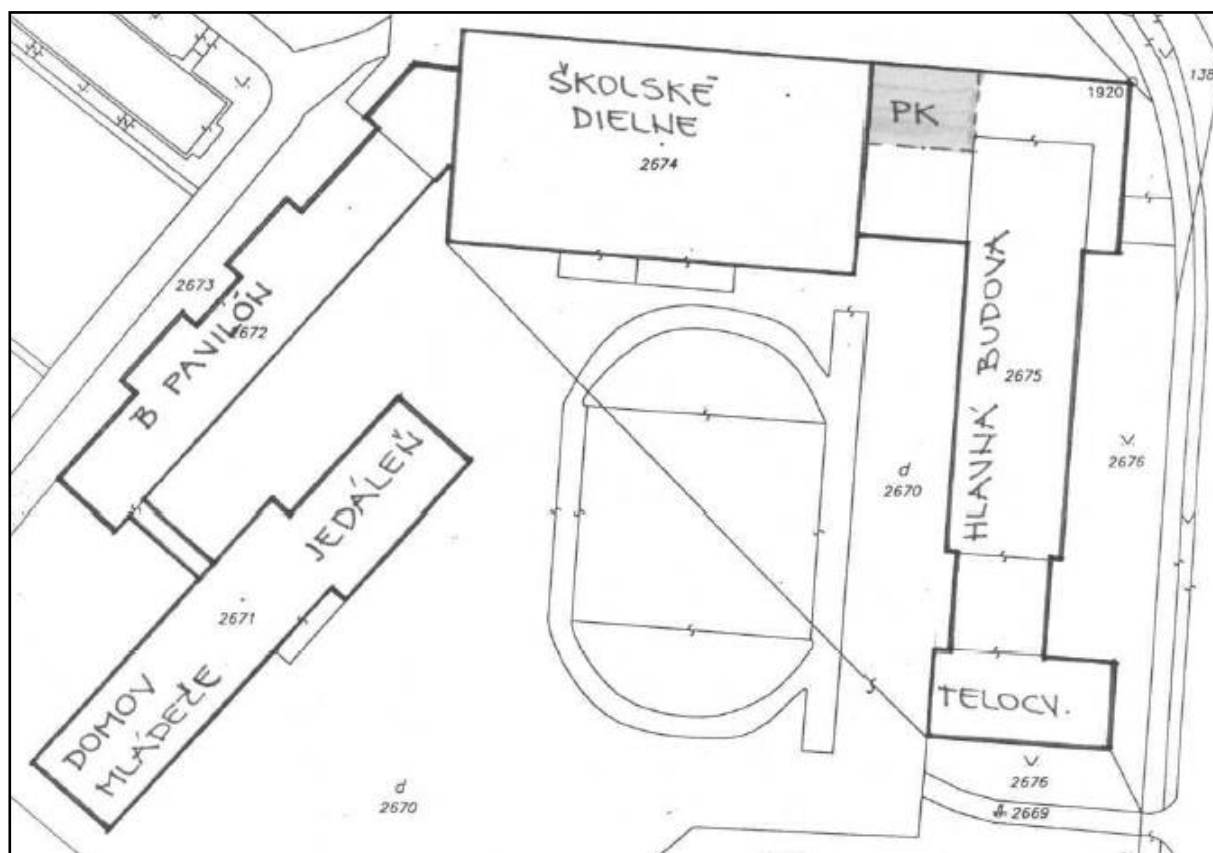 ŠKOLSKÉ
DIELNE
2674
PK
1920
138
2673
B PAVILÓN
2672
HLAVNÁ BUDOVA
2675
V
2676
d
2670
JEDÁLEŇ
2671
DOMOV
MLÁDEŽE
TELOCV.
V
2676
2669
d
2670